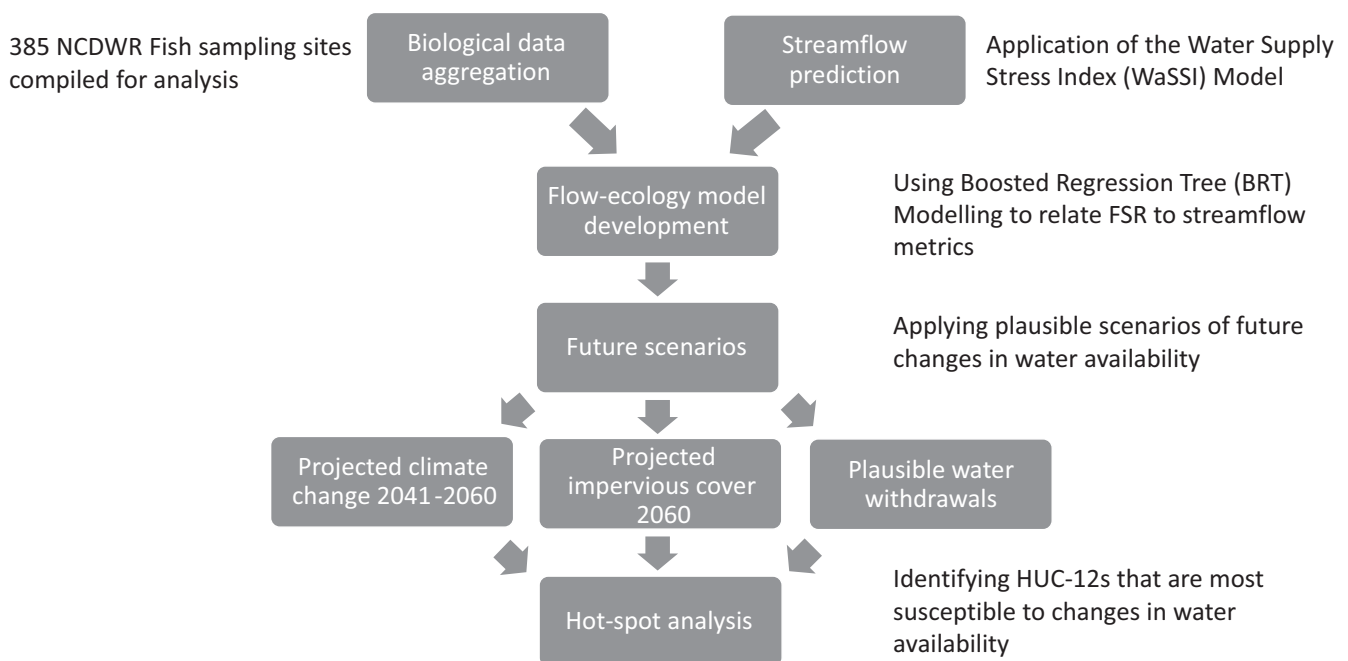 385 NCDWR Fish sampling sites
compiled for analysis
Biological data
aggregation
Streamflow
prediction
Application of the Water Supply
Stress Index (WaSSI) Model
Flow-ecology model
development
Using Boosted Regression Tree (BRT)
Modelling to relate FSR to streamflow
metrics
Future scenarios
Applying plausible scenarios of future
changes in water availability
Projected climate
change 2041-2060
Projected
impervious cover
2060
Plausible water
withdrawals
Hot-spot analysis
Identifying HUC-12s that are most
susceptible to changes in water
availability